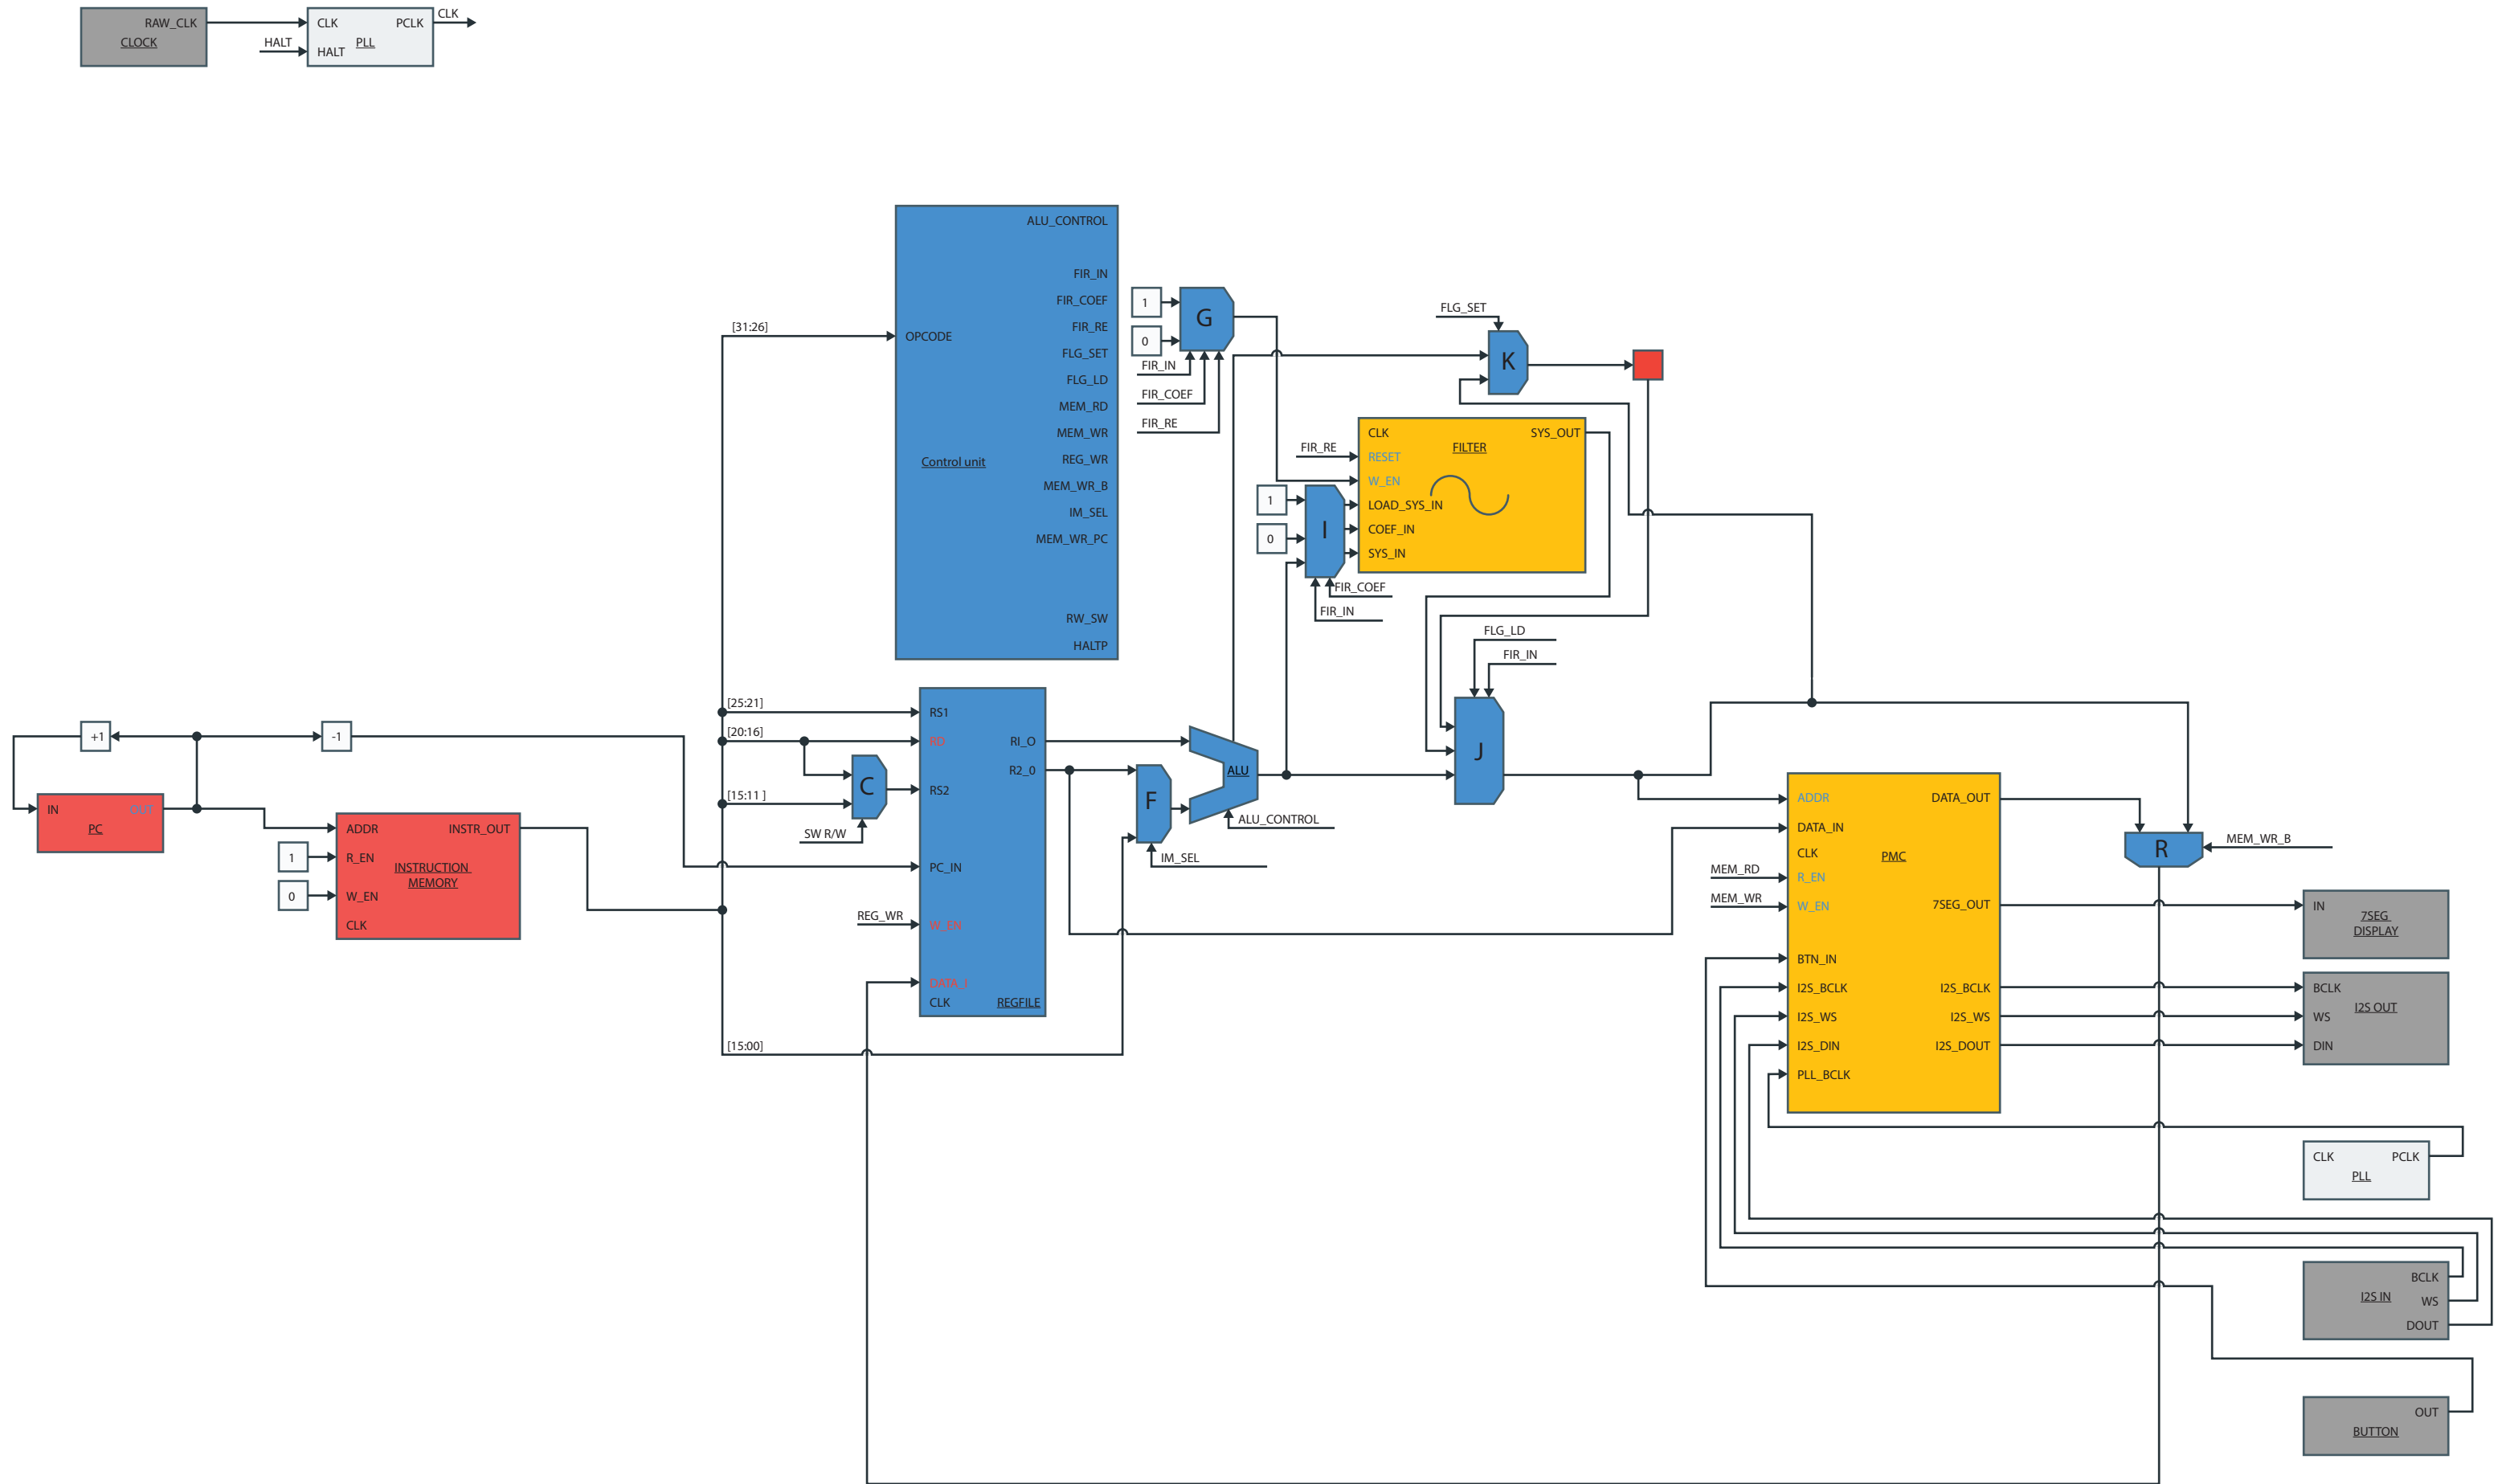 RAW_CLK
CLOCK
HALT
CLK PCLK
HALT PLL
CLK
ALU_CONTROL
FIR_IN
FIR_COEF
FIR_RE
FLG_SET
FLG_LD
MEM_RD
MEM_WR
REG_WR
MEM_WR_B
IM_SEL
MEM_WR_PC
RW_SW
HALTP
OPCODE
Control unit
[31:26]
1
0
G
FIR_IN
FIR_COEF
FIR_RE
FLG_SET
K
FIR_RE
CLK SYS_OUT
FILTER
RESET
W_EN
LOAD_SYS_IN
COEF_IN
SYS_IN
1
0
I
FIR_COEF
FIR_IN
FLG_LD
FIR_IN
J
+1
-1
IN OUT
PC
1
0
ADDR INSTR_OUT
R_EN
INSTRUCTION
MEMORY
W_EN
CLK
[25:21]
[20:16]
[15:11 ]
C
SW R/W
REG_WR
[15:00]
RS1
RD
RI_O
R2_0
RS2
PC_IN
W_EN
DATA_I
CLK REGFILE
F
IM_SEL
ALU
ALU_CONTROL
MEM_RD
MEM_WR
ADDR DATA_OUT
DATA_IN
CLK PMC
R_EN
W_EN 7SEG_OUT
BTN_IN
I2S_BCLK I2S_BCLK
I2S_WS I2S_WS
I2S_DIN I2S_DOUT
PLL_BCLK
R
MEM_WR_B
IN
7SEG
DISPLAY
BCLK
I2S OUT
WS
DIN
CLK PCLK
PLL
BCLK
I2S IN
WS
DOUT
OUT
BUTTON